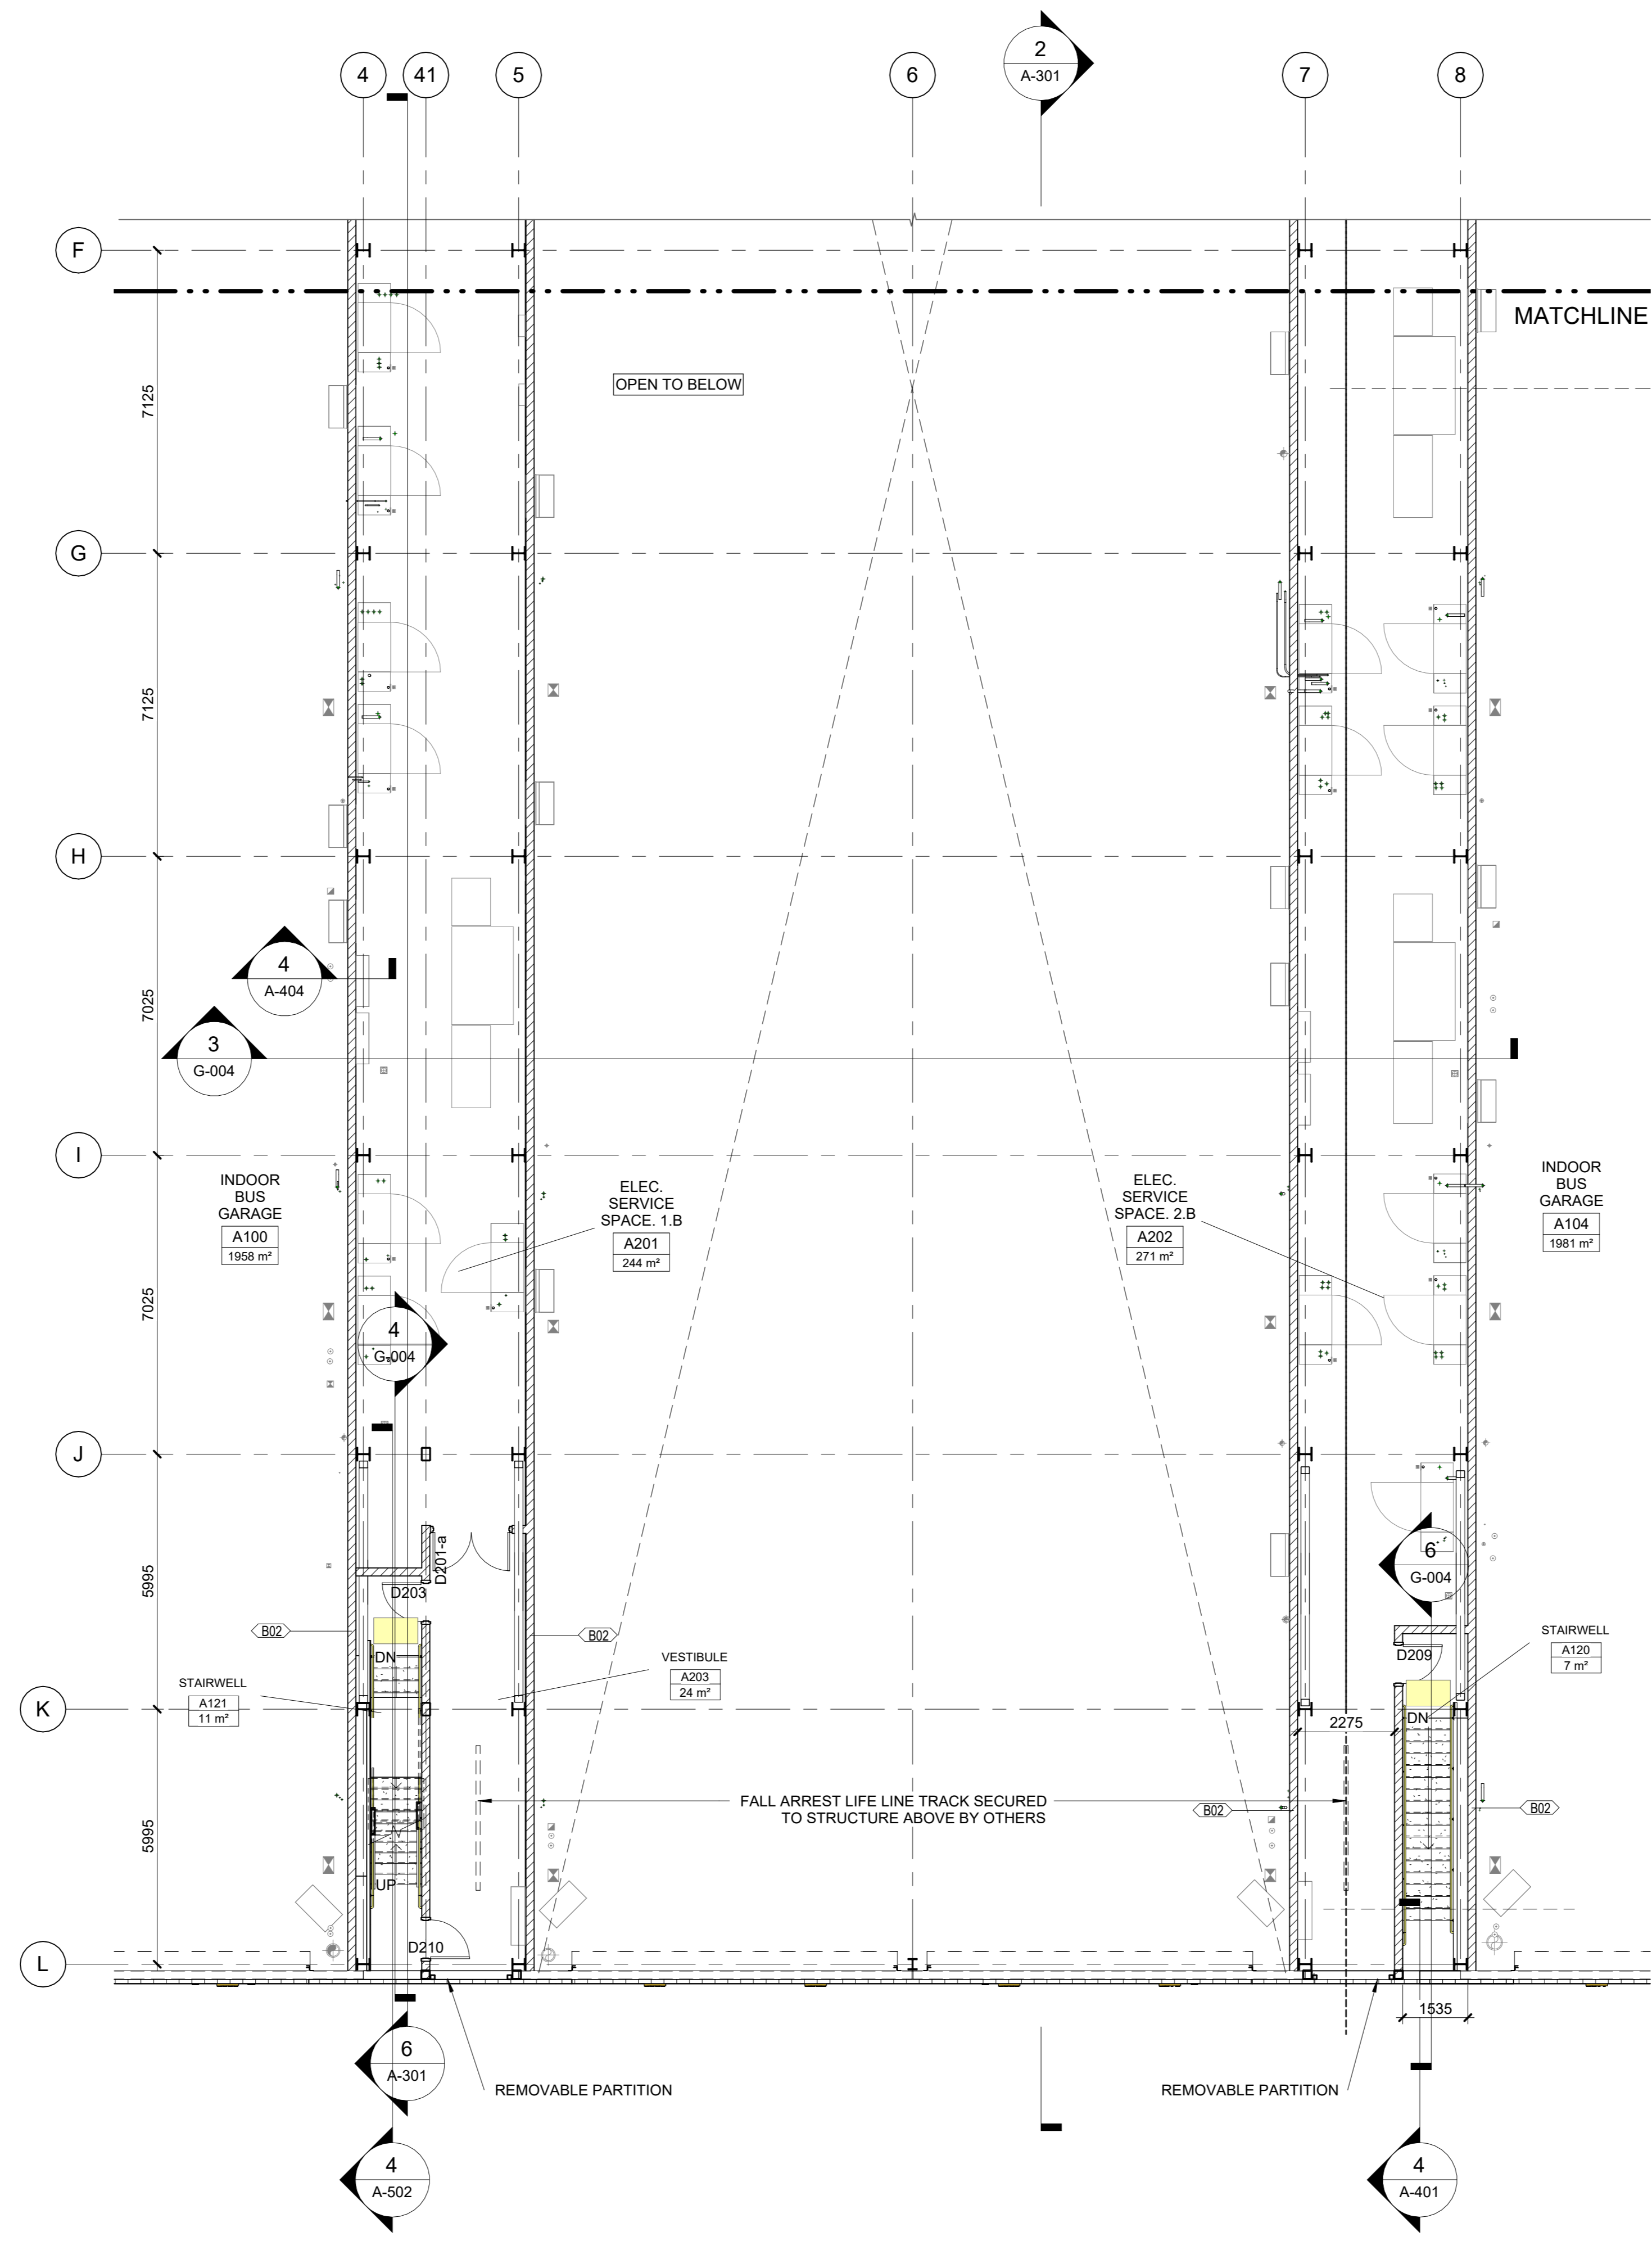 2
A-301
4
41
5
6
7
8
F
MATCHLINE
7125
OPEN TO BELOW
G
7125
H
4
A-404
7025
3
G-004
I
INDOOR
BUS
GARAGE
A100
1958 m²
ELEC.
SERVICE
SPACE. 1.B
A201
244 m²
ELEC.
SERVICE
SPACE. 2.B
A202
271 m²
INDOOR
BUS
GARAGE
A104
1981 m²
7025
4
G-004
J
D201-a
5995
D203
6
G-004
B02
B02
DN
VESTIBULE
A203
24 m²
D209
STAIRWELL
A120
7 m²
STAIRWELL
A121
11 m²
K
2275
DN
5995
FALL ARREST LIFE LINE TRACK SECURED
TO STRUCTURE ABOVE BY OTHERS
B02
B02
UP
D210
L
1535
6
A-301
REMOVABLE PARTITION
REMOVABLE PARTITION
4
A-502
4
A-401